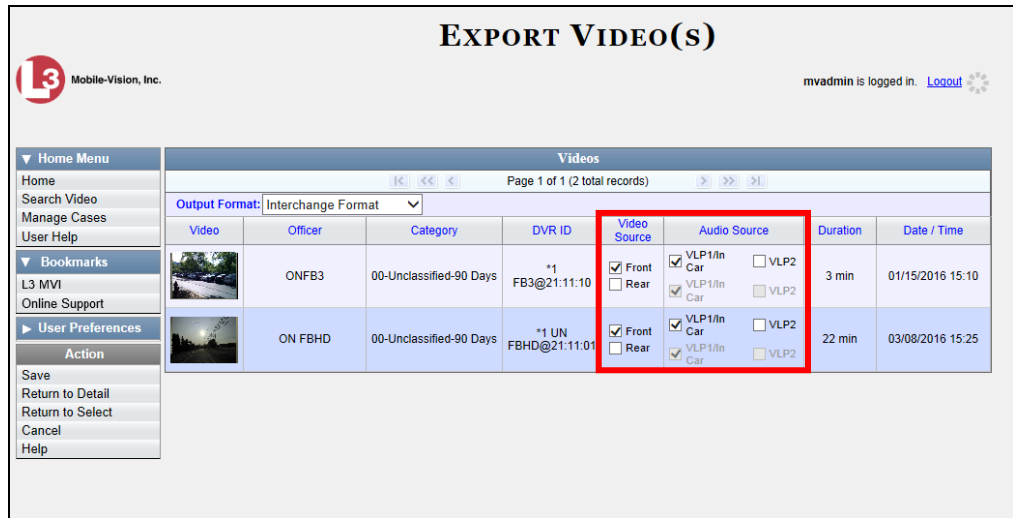 EXPORT VIDEO(S)
L3 Mobile-Vision, Inc.
mvadmin is logged in. Logout
▼ Home Menu
Home
Search Video
Manage Cases
User Help
▼ Bookmarks
L3 MVI
Online Support
▶ User Preferences
Action
Save
Return to Detail
Return to Select
Cancel
Help
Videos
|< << < Page 1 of 1 (2 total records) > >> >|
Output Format: Interchange Format
Video Officer Category DVR ID Video Source Audio Source Duration Date / Time
ONFB3 00-Unclassified-90 Days *1 FB3@21:11:10 Front Rear VLP1/In Car VLP2 VLP1/In Car VLP2 3 min 01/15/2016 15:10
ON FBHD 00-Unclassified-90 Days *1 UN FBHD@21:11:01 Front Rear VLP1/In Car VLP2 VLP1/In Car VLP2 22 min 03/08/2016 15:25